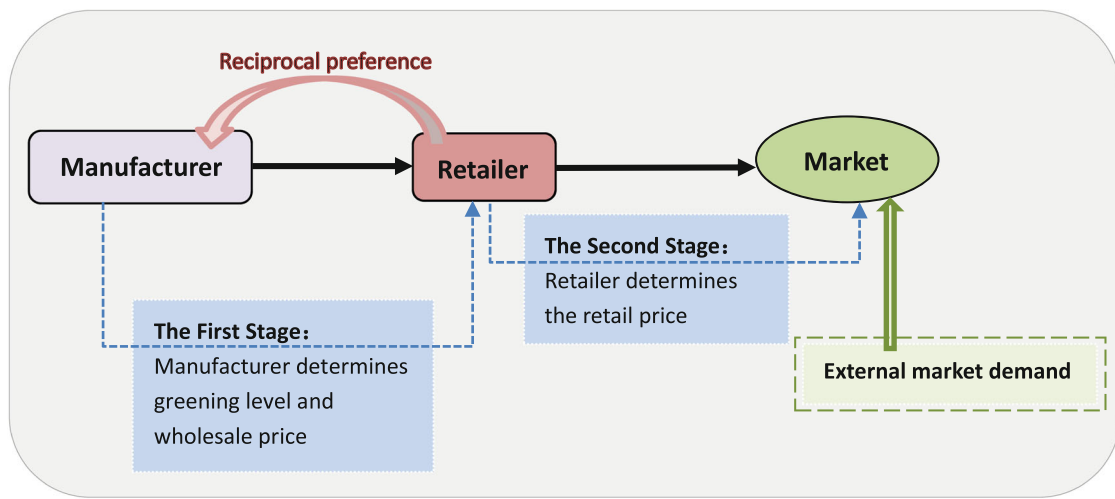 Reciprocal preference
Manufacturer
Retailer
Market
The First Stage：
Manufacturer determines
greening level and
wholesale price
The Second Stage：
Retailer determines
the retail price
External market demand